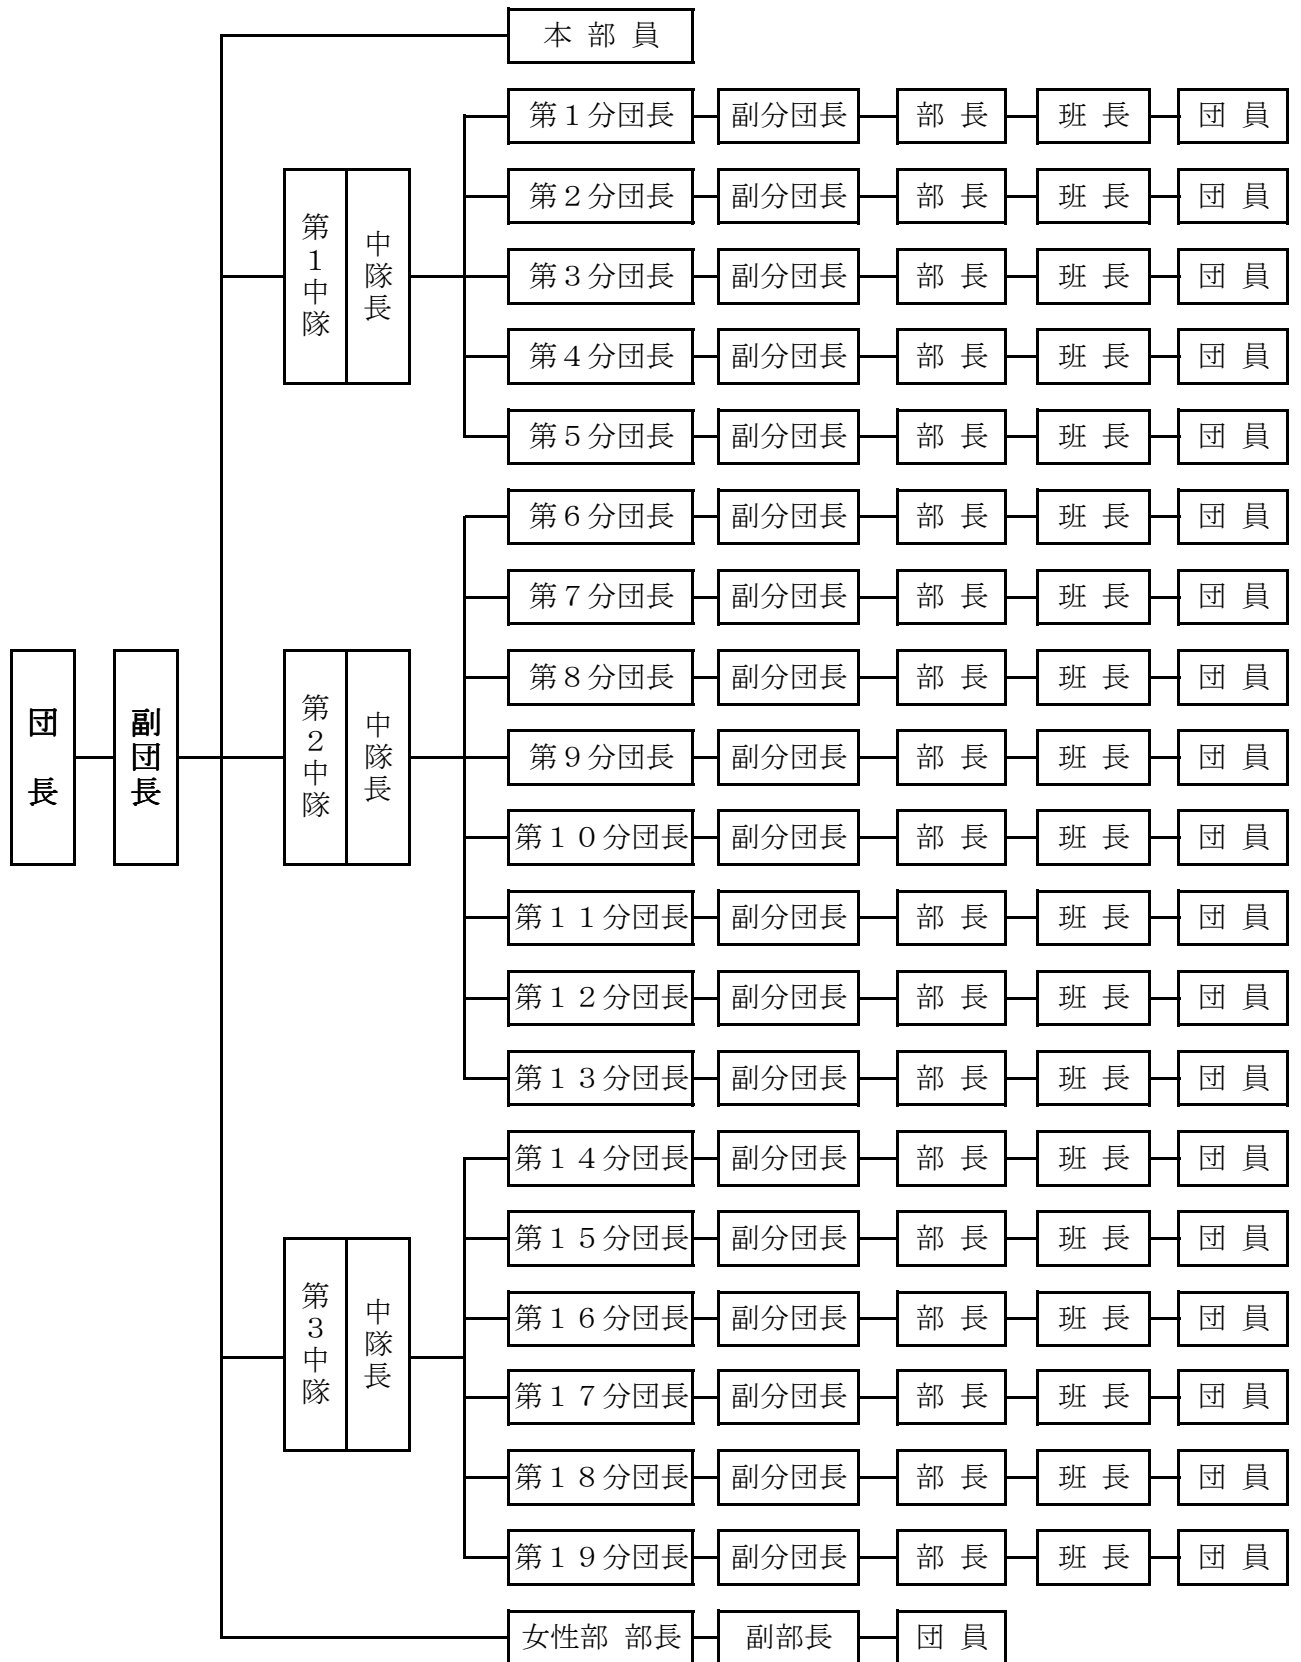 本 部 員
第１分団長 副分団長 部 長 班 長 団 員
第２分団長 副分団長 部 長 班 長 団 員
第１中隊 中隊長
第３分団長 副分団長 部 長 班 長 団 員
第４分団長 副分団長 部 長 班 長 団 員
第５分団長 副分団長 部 長 班 長 団 員
第６分団長 副分団長 部 長 班 長 団 員
第７分団長 副分団長 部 長 班 長 団 員
第８分団長 副分団長 部 長 班 長 団 員
団 長 副団長 第２中隊 中隊長
第９分団長 副分団長 部 長 班 長 団 員
第１０分団長 副分団長 部 長 班 長 団 員
第１１分団長 副分団長 部 長 班 長 団 員
第１２分団長 副分団長 部 長 班 長 団 員
第１３分団長 副分団長 部 長 班 長 団 員
第１４分団長 副分団長 部 長 班 長 団 員
第１５分団長 副分団長 部 長 班 長 団 員
第３中隊 中隊長
第１６分団長 副分団長 部 長 班 長 団 員
第１７分団長 副分団長 部 長 班 長 団 員
第１８分団長 副分団長 部 長 班 長 団 員
第１９分団長 副分団長 部 長 班 長 団 員
女性部 部長 副部長 団 員